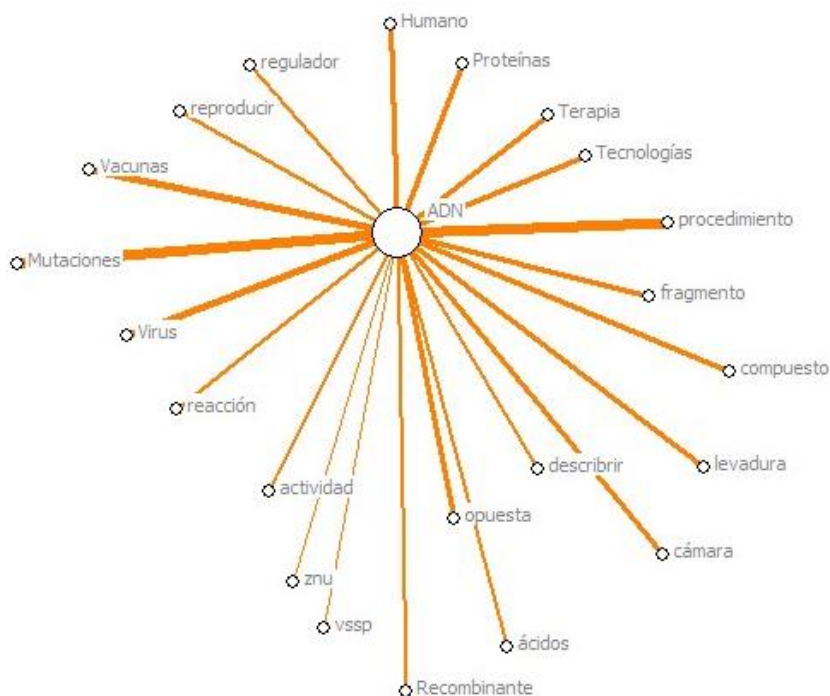 Humano
regulador
Proteínas
reproducir
Terapia
Tecnologías
Vacunas
ADN
procedimiento
Mutaciones
fragmento
Virus
compuesto
reacción
describrir
levadura
actividad
opuesta
cámara
znu
vssp
ácidos
Recombinante